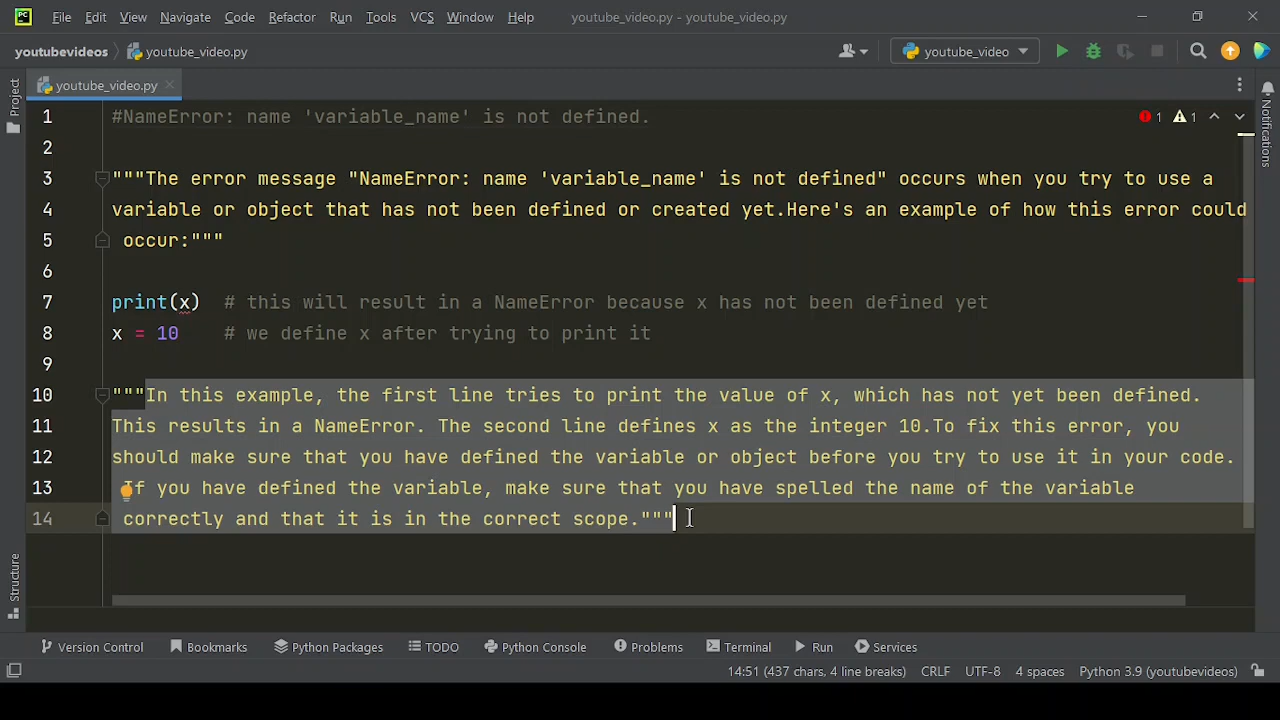 PC File Edit View Navigate Code Refactor Run Tools VCS Window Help youtube_video.py - youtube_video.py
youtubevideos youtube_video.py youtube_video
youtube_video.py
Project
Structure
Notifications
1 #NameError: name 'variable_name' is not defined. 1 1
2
3 """The error message "NameError: name 'variable_name' is not defined" occurs when you try to use a
4 variable or object that has not been defined or created yet.Here's an example of how this error could
5 occur:"""
6
7 print(x) # this will result in a NameError because x has not been defined yet
8 x = 10 # we define x after trying to print it
9
10 """In this example, the first line tries to print the value of x, which has not yet been defined.
11 This results in a NameError. The second line defines x as the integer 10.To fix this error, you
12 should make sure that you have defined the variable or object before you try to use it in your code.
13 If you have defined the variable, make sure that you have spelled the name of the variable
14 correctly and that it is in the correct scope."""
Version Control Bookmarks Python Packages TODO Python Console Problems Terminal Run Services
14:51 (437 chars, 4 line breaks) CRLF UTF-8 4 spaces Python 3.9 (youtubevideos)